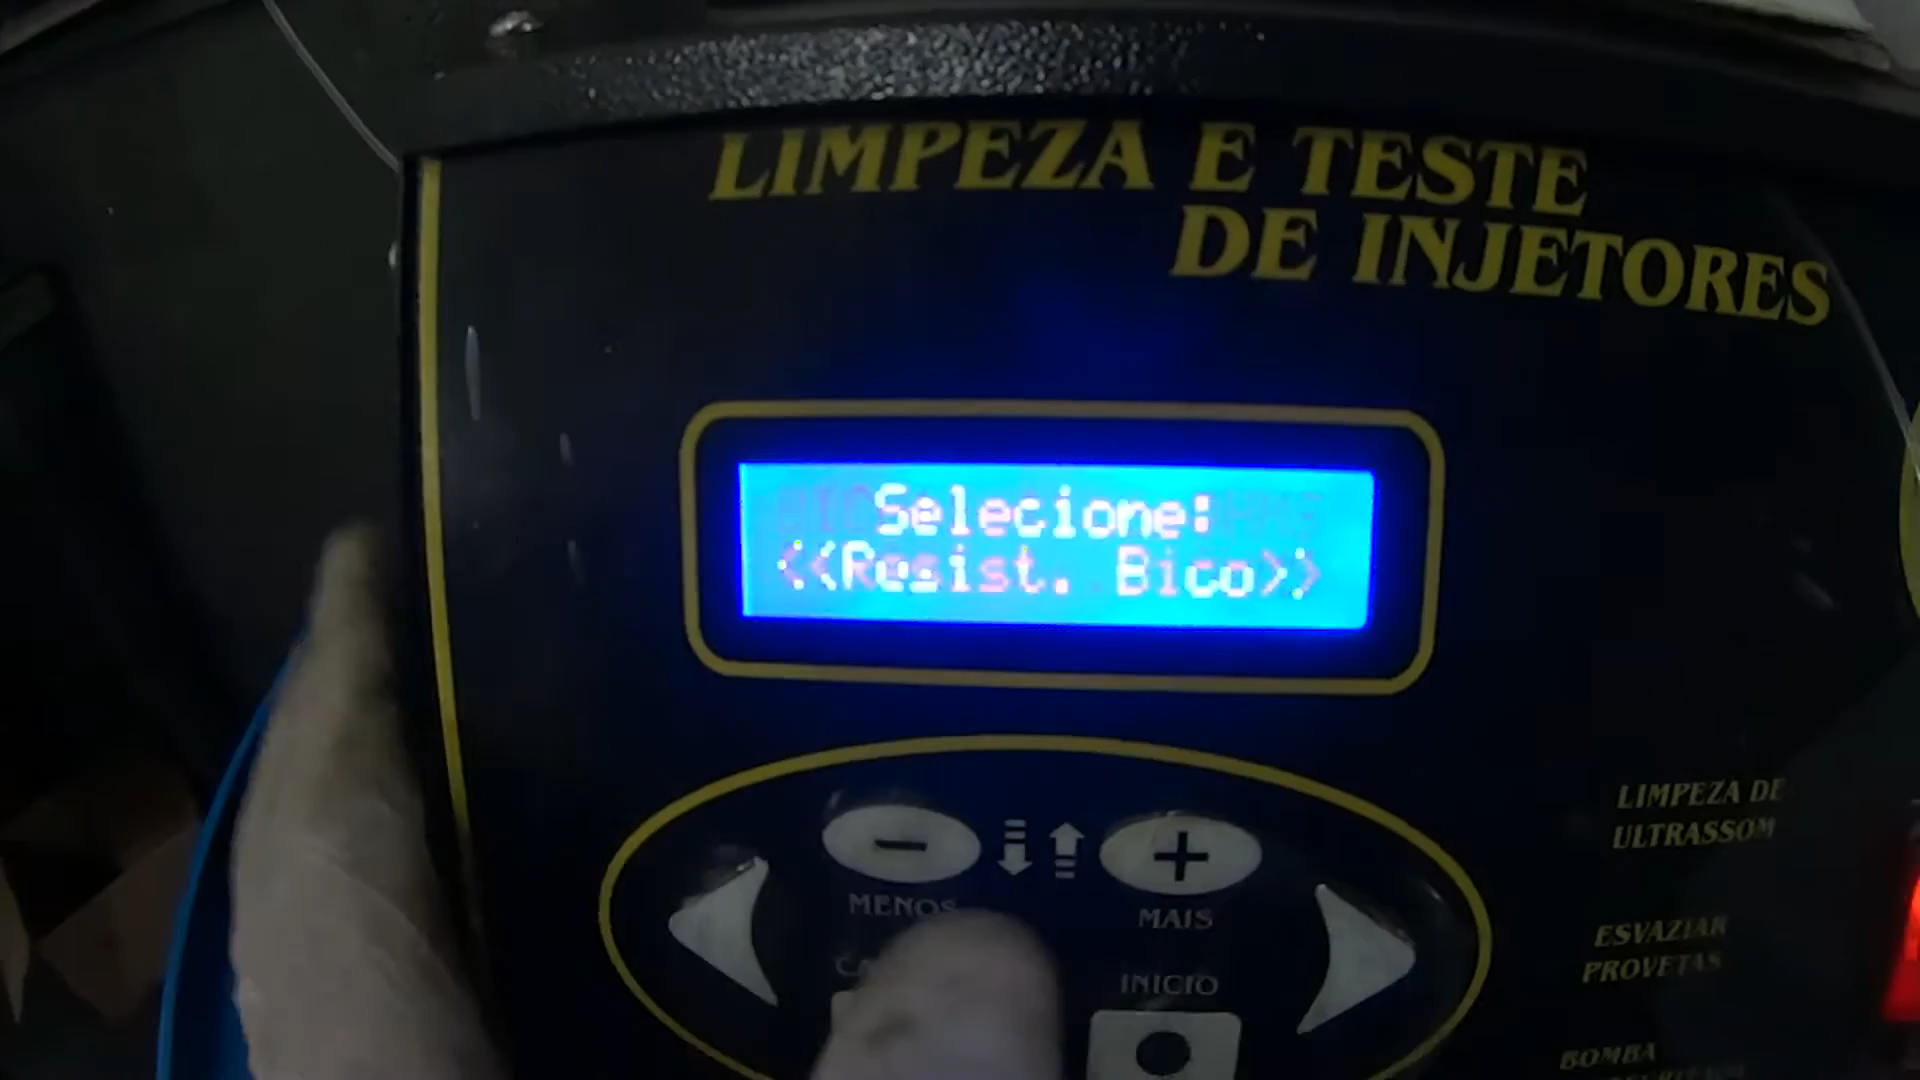 LIMPEZA E TESTE
DE INJETORES
Selecione:
<<Resist. Bico>>
-
+
MENOS
MAIS
INICIO
LIMPEZA DE
ULTRASSOM
ESVAZIAR
PROVETAS
BOMBA